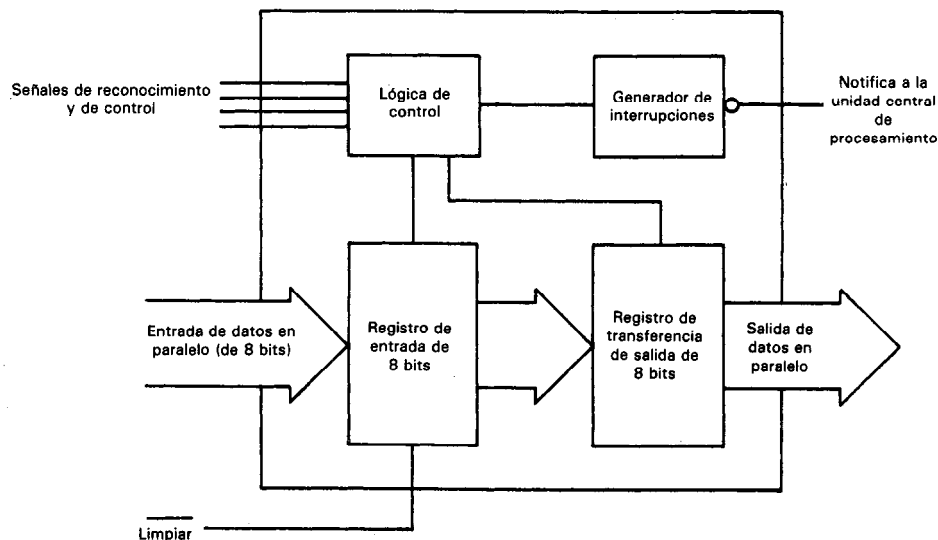 Señales de reconocimiento
y de control
Lógica de
control
Generador de
interrupciones
Notifica a la
unidad central
de
procesamiento
Entrada de datos en
paralelo (de 8 bits)
Registro de
entrada de
8 bits
Registro de
transferencia
de salida de
8 bits
Salida de
datos en
paralelo
Limpiar